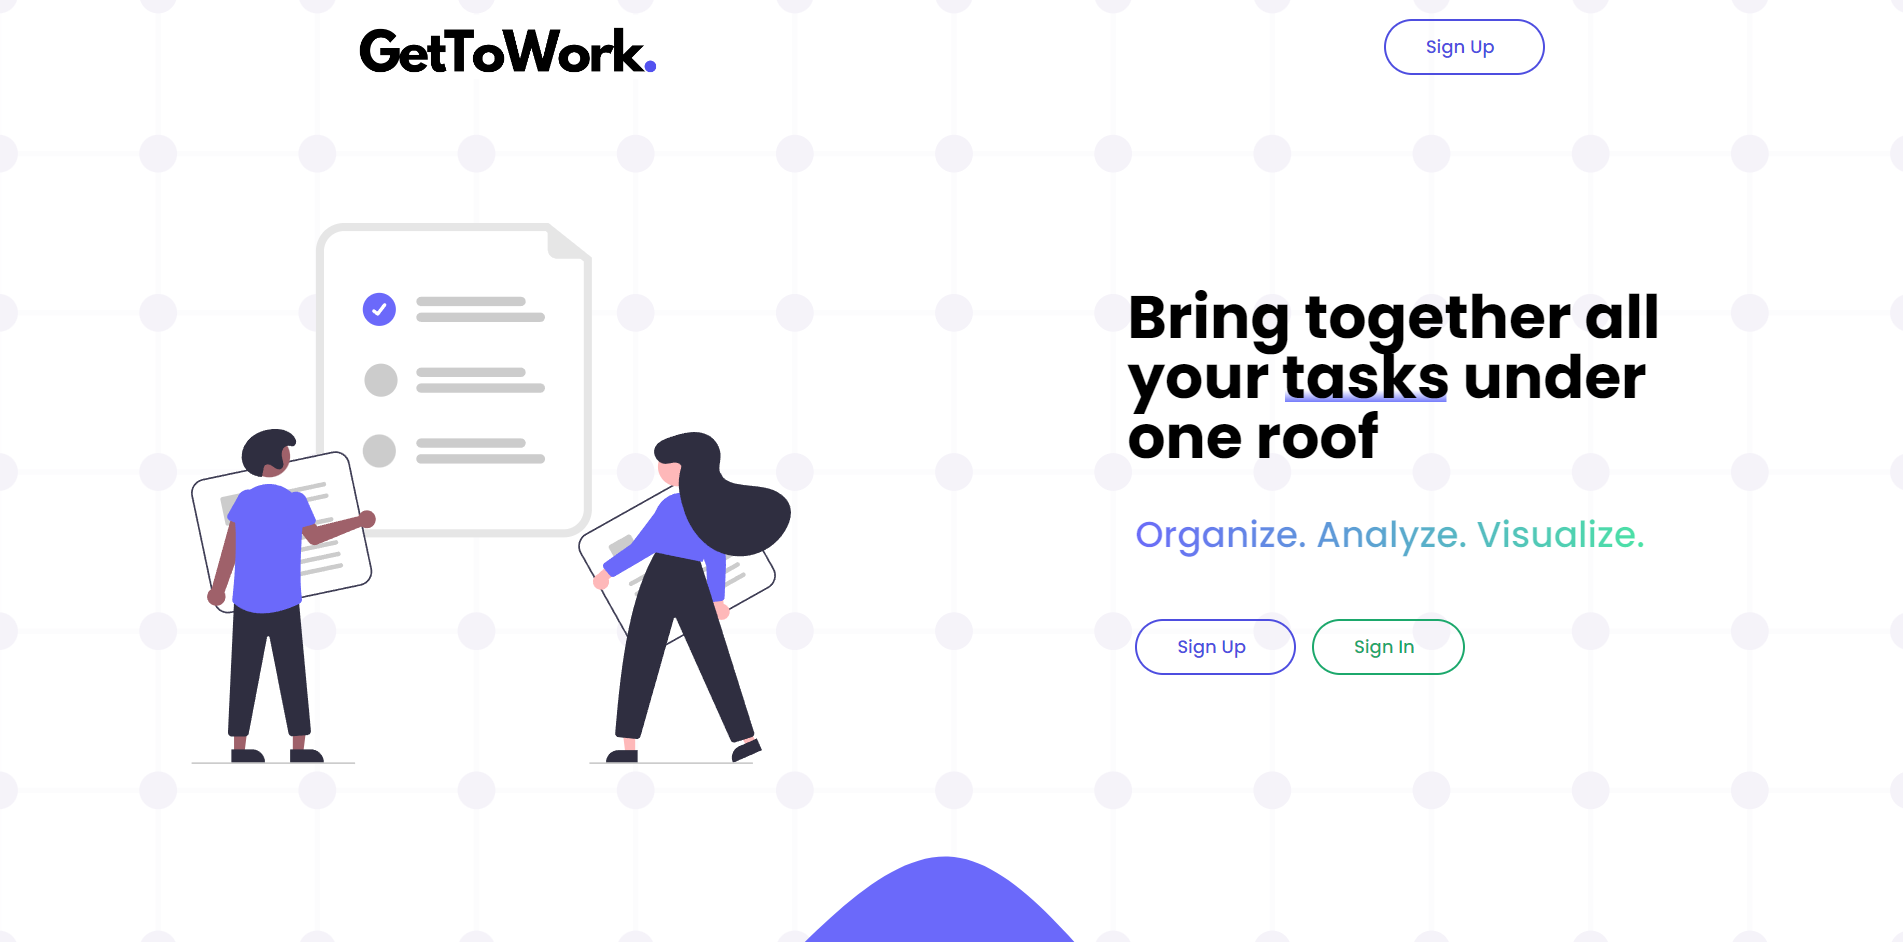 GetToWork.
Sign Up
Bring together all
your tasks under
one roof
Organize. Analyze. Visualize.
Sign Up
Sign In